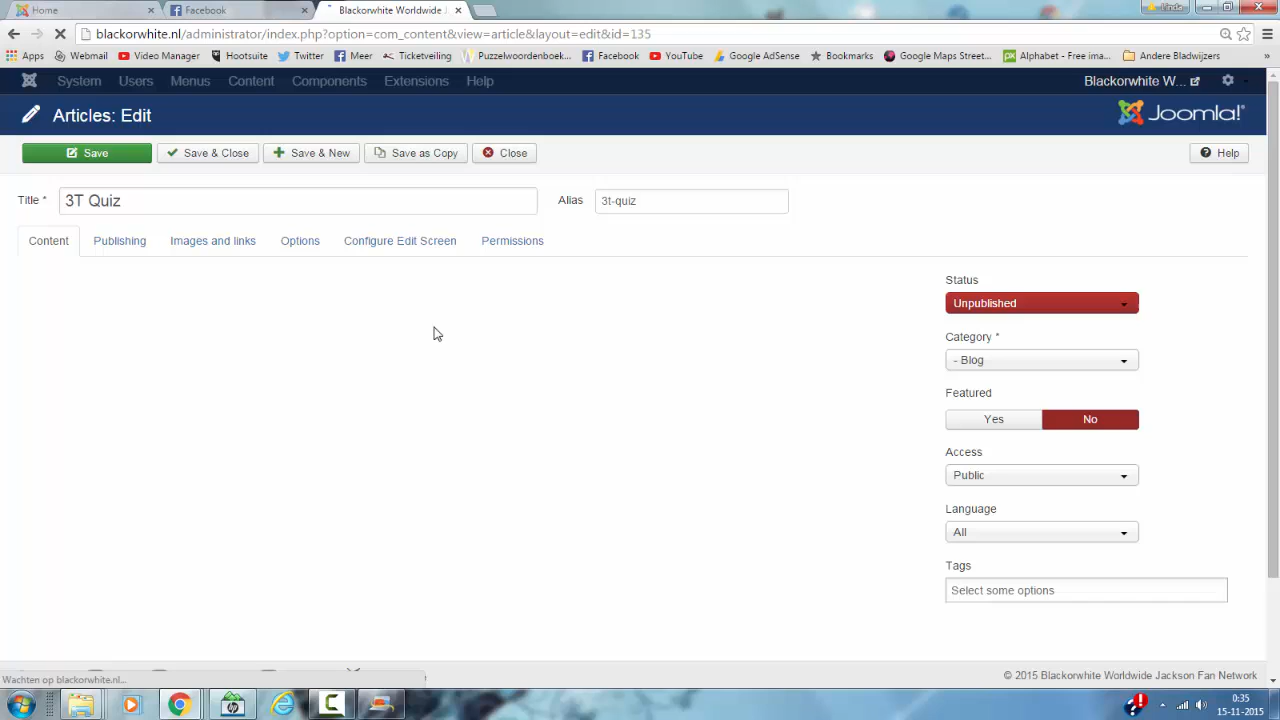 Home
Facebook
Blackorwhite Worldwide J
Linda
blackorwhite.nl/administrator/index.php?option=com_content&view=article&layout=edit&id=135
Apps Webmail Video Manager Hootsuite Twitter Meer Ticketveiling Puzzelwoordenboek... Facebook YouTube Google AdSense Bookmarks Google Maps Street... Alphabet - Free ima... Andere Bladwijzers »
System Users Menus Content Components Extensions Help
Blackorwhite W...
Articles: Edit
Joomla!
Save
Save & Close
Save & New
Save as Copy
Close
Help
Title * 3T Quiz
Alias 3t-quiz
Content Publishing Images and links Options Configure Edit Screen Permissions
Status
Unpublished
Category *
- Blog
Featured
Yes No
Access
Public
Language
All
Tags
Select some options
Wachten op blackorwhite.nl...
© 2015 Blackorwhite Worldwide Jackson Fan Network
0:35
15-11-2015